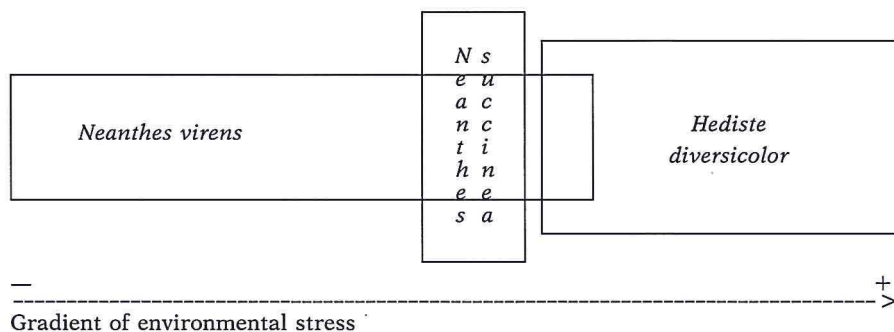 Neanthes succinea
Neanthes virens
Hediste
diversicolor
— +
------------------------------------------------------------>
Gradient of environmental stress